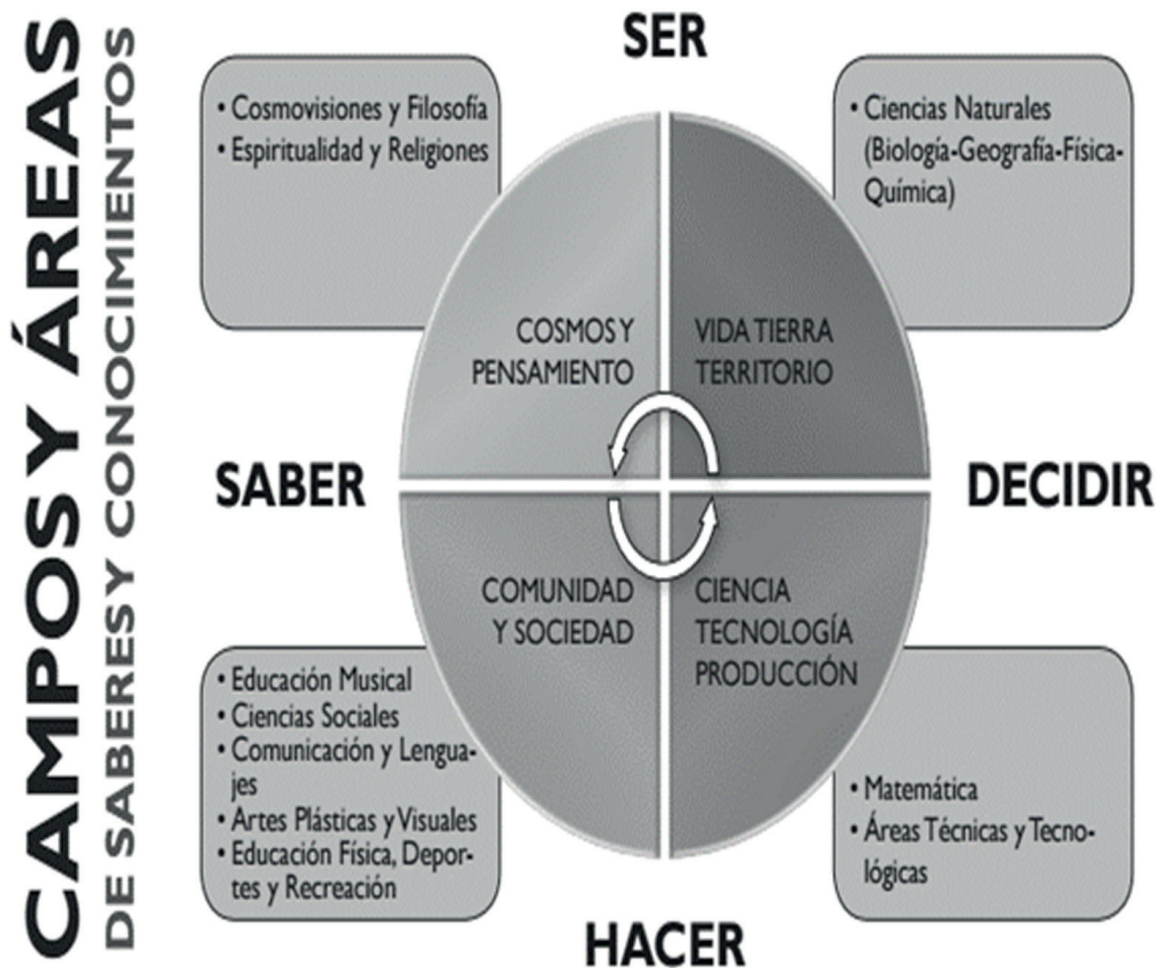 CAMPOS Y ÁREAS
DE SABERES Y CONOCIMIENTOS
SER
• Cosmovisiones y Filosofía
• Espiritualidad y Religiones
• Ciencias Naturales
(Biología-Geografía-Física-
Química)
COSMOS Y
PENSAMIENTO
VIDA TIERRA
TERRITORIO
SABER
DECIDIR
COMUNIDAD
Y SOCIEDAD
CIENCIA
TECNOLOGÍA
PRODUCCIÓN
• Educación Musical
• Ciencias Sociales
• Comunicación y Lengua-
jes
• Artes Plásticas y Visuales
• Educación Física, Depor-
tes y Recreación
• Matemática
• Áreas Técnicas y Tecno-
lógicas
HACER